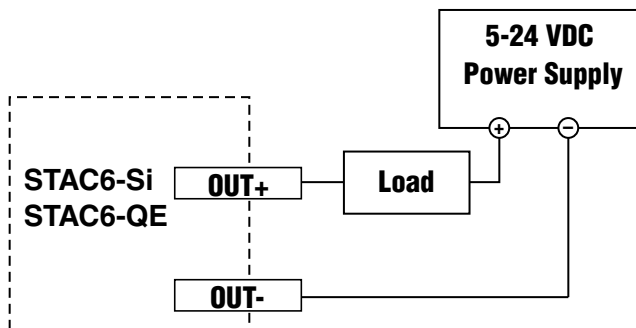 5-24 VDC
Power Supply
+
−
STAC6-Si
STAC6-QE
OUT+
Load
OUT-